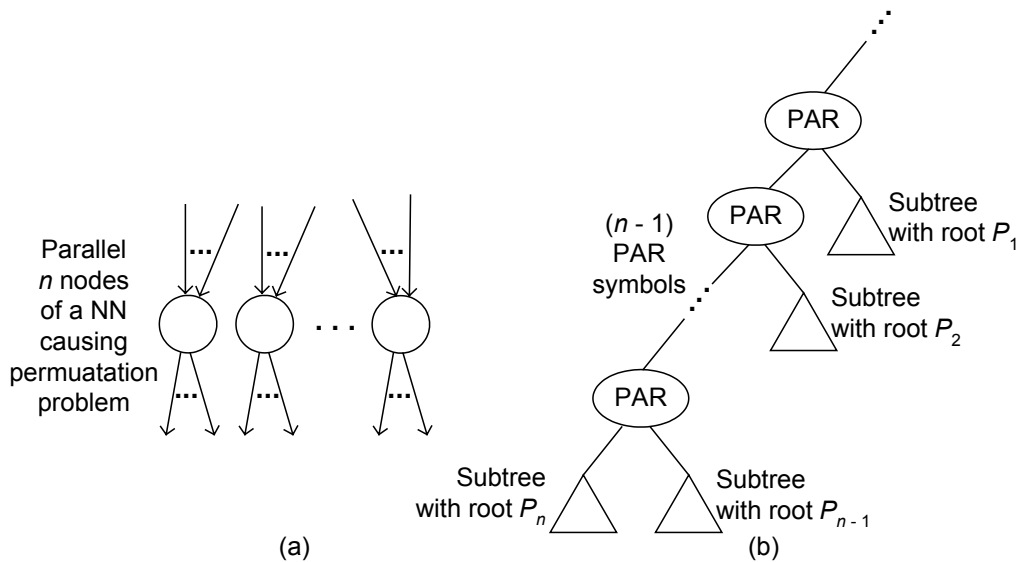 Parallel
n nodes
of a NN
causing
permuatation
problem
...
...
...
. . .
...
...
...
(a)
...
PAR
PAR
Subtree
with root P1
(n - 1)
PAR
symbols
...
Subtree
with root P2
PAR
Subtree
with root Pn
Subtree
with root Pn - 1
(b)